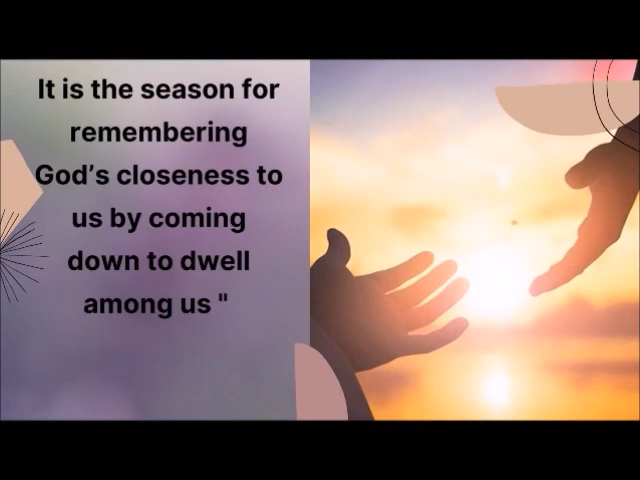 It is the season for
remembering
God’s closeness to
us by coming
down to dwell
among us "